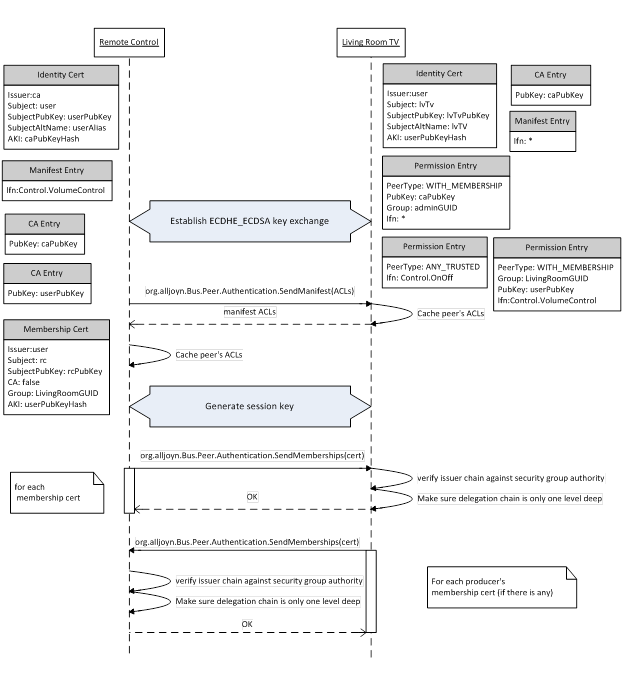 Remote Control
Living Room TV
Identity Cert
Issuer:ca
Subject: user
SubjectPubKey: userPubKey
SubjectAltName: userAlias
AKI: caPubKeyHash
Manifest Entry
Ifn:Control.VolumeControl
CA Entry
PubKey: caPubKey
CA Entry
PubKey: userPubKey
Membership Cert
Issuer:user
Subject: rc
SubjectPubKey: rcPubKey
CA: false
Group: LivingRoomGUID
AKI: userPubKeyHash
Identity Cert
Issuer:user
Subject: lvTv
SubjectPubKey: lvTvPubKey
SubjectAltName: lvTV
AKI: userPubKeyHash
CA Entry
PubKey: caPubKey
Manifest Entry
Ifn: *
Permission Entry
PeerType: WITH_MEMBERSHIP
PubKey: caPubKey
Group: adminGUID
Ifn: *
Permission Entry
PeerType: ANY_TRUSTED
Ifn: Control.OnOff
Permission Entry
PeerType: WITH_MEMBERSHIP
Group: LivingRoomGUID
PubKey: userPubKey
Ifn:Control.VolumeControl
Establish ECDHE_ECDSA key exchange
org.alljoyn.Bus.Peer.Authentication.SendManifest(ACLs)
manifest ACLs
Cache peer's ACLs
Cache peer's ACLs
Generate session key
org.alljoyn.Bus.Peer.Authentication.SendMemberships(cert)
for each
membership cert
verify issuer chain against security group authority
OK
Make sure delegation chain is only one level deep
org.alljoyn.Bus.Peer.Authentication.SendMemberships(cert)
verify issuer chain against security group authority
Make sure delegation chain is only one level deep
OK
For each producer's
membership cert (if there is any)